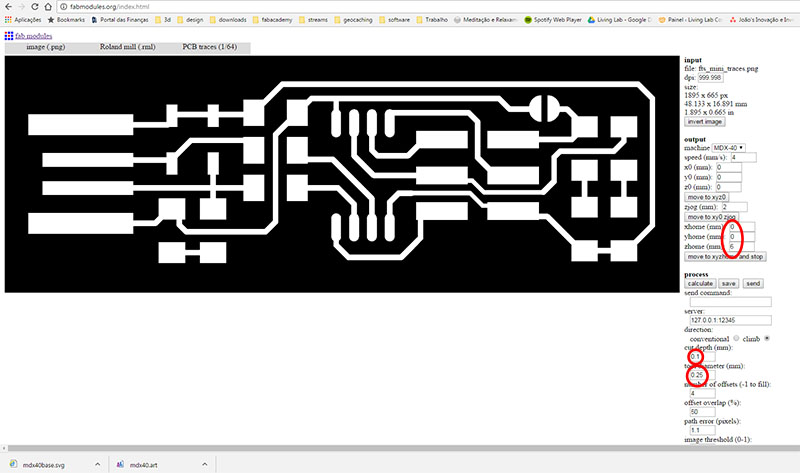 fabmodules.org/index.html
Apps
Bookmarks
Portal das Finanças
3d
design
downloads
fabacademy
streams
geocaching
software
Trabalho
Meditação e Relaxam
Spotify Web Player
Living Lab - Google D
Painel - Living Lab Co
João's Inovação e Inv
fab modules
image (.png)
Roland mill (.rml)
PCB traces (1/64)
input
file: fts_mini_traces.png
dpi: 999.998
size:
1895 x 665 px
48.133 x 16.891 mm
1.895 x 0.665 in
invert image
output
machine MDX-40
speed (mm/s): 4
x0 (mm): 0
y0 (mm): 0
z0 (mm): 0
move to xyz0
zjog (mm): 2
move to xy0 zjog
xhome (mm) 0
yhome (mm) 0
zhome (mm) 6
move to xyzhome and stop
process
calculate save send
send command:
server:
127.0.0.1:12345
direction:
conventional climb
cut depth (mm):
0.1
tool diameter (mm):
0.25
number of offsets (-1 to fill):
4
offset overlap (%):
50
path error (pixels):
1.1
image threshold (0-1):
mdx40base.svg
mdx40.art